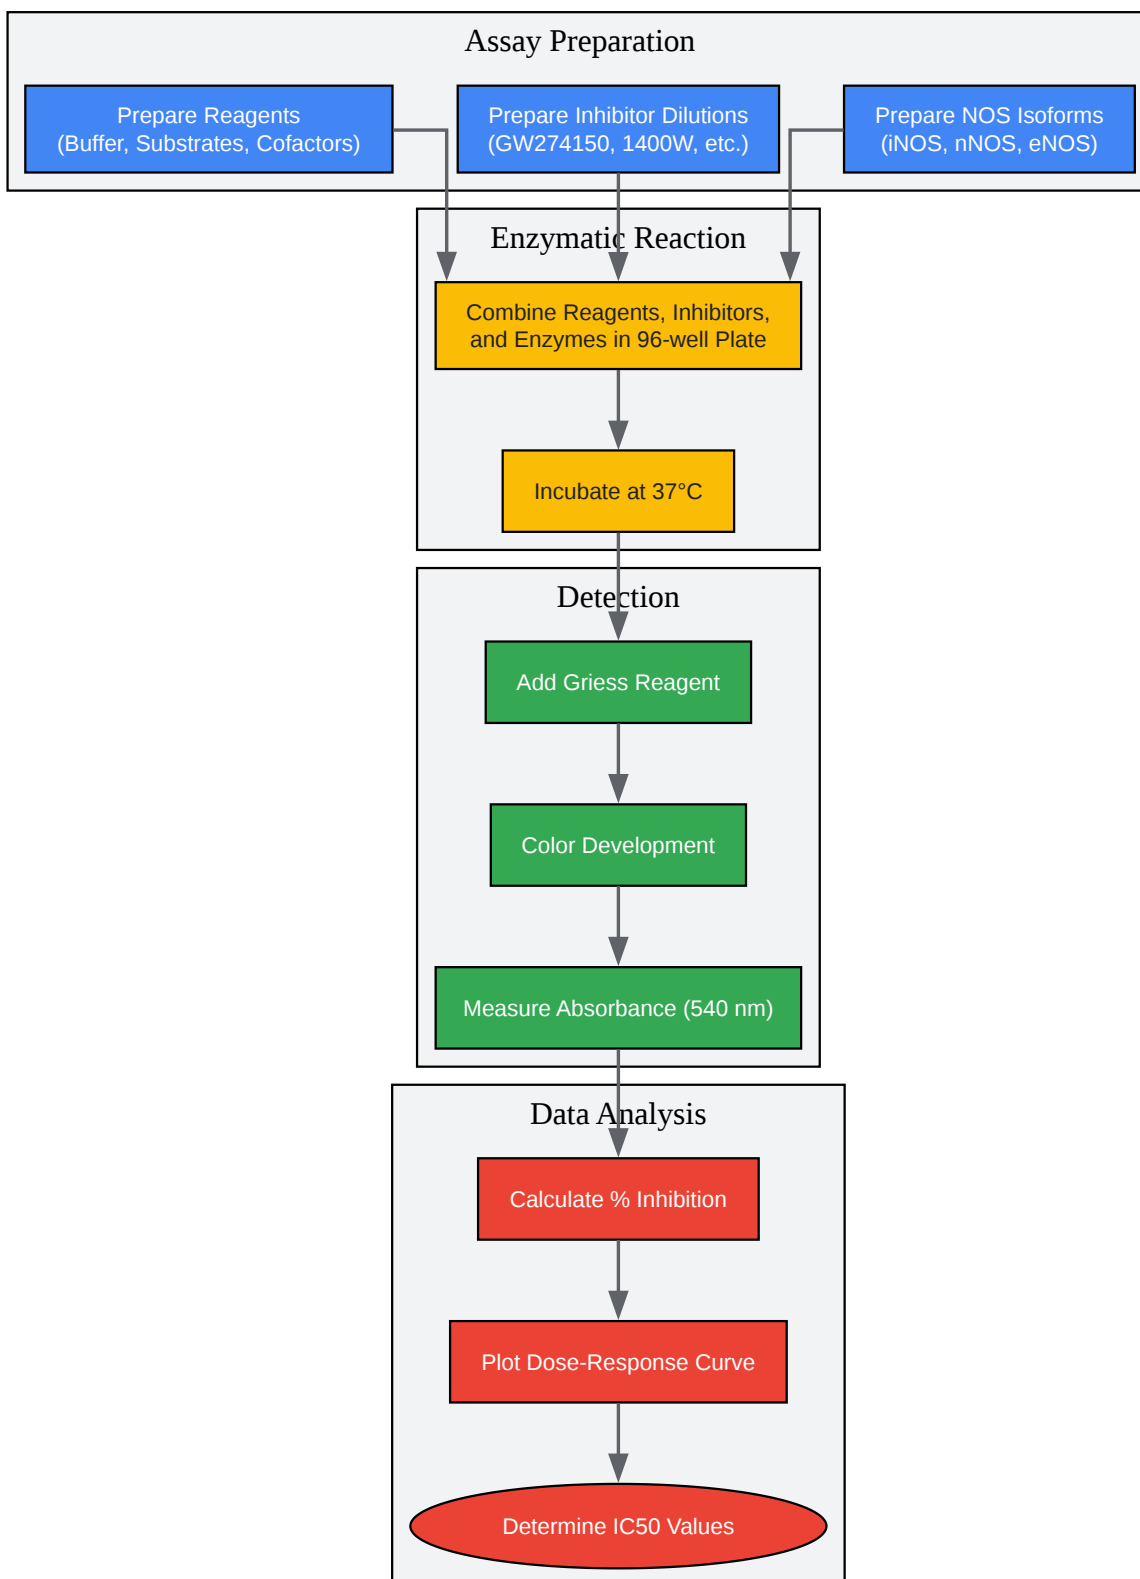 Assay Preparation
Prepare Reagents
(Buffer, Substrates, Cofactors)
Prepare Inhibitor Dilutions
(GW274150, 1400W, etc.)
Prepare NOS Isoforms
(iNOS, nNOS, eNOS)
Enzymatic Reaction
Combine Reagents, Inhibitors,
and Enzymes in 96-well Plate
Incubate at 37°C
Detection
Add Griess Reagent
Color Development
Measure Absorbance (540 nm)
Data Analysis
Calculate % Inhibition
Plot Dose-Response Curve
Determine IC50 Values